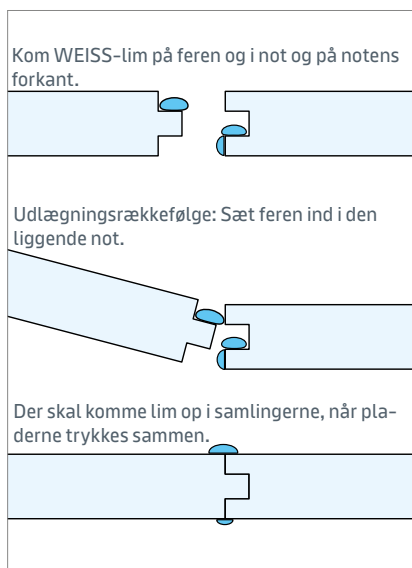 Kom WEISS-lim på feren og i not og på notens
forkant.
Udlægningsrækkefølge: Sæt feren ind i den
liggende not.
Der skal komme lim op i samlingerne, når pla-
derne trykkes sammen.